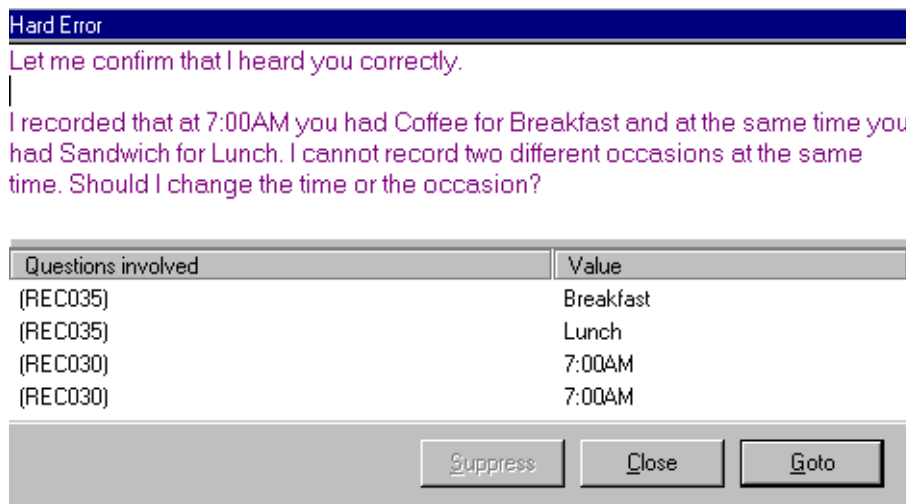 Hard Error
Let me confirm that I heard you correctly.
I recorded that at 7:00AM you had Coffee for Breakfast and at the same time you
had Sandwich for Lunch. I cannot record two different occasions at the same
time. Should I change the time or the occasion?
Questions involved Value
(REC035) Breakfast
(REC035) Lunch
(REC030) 7:00AM
(REC030) 7:00AM
Suppress Close Goto